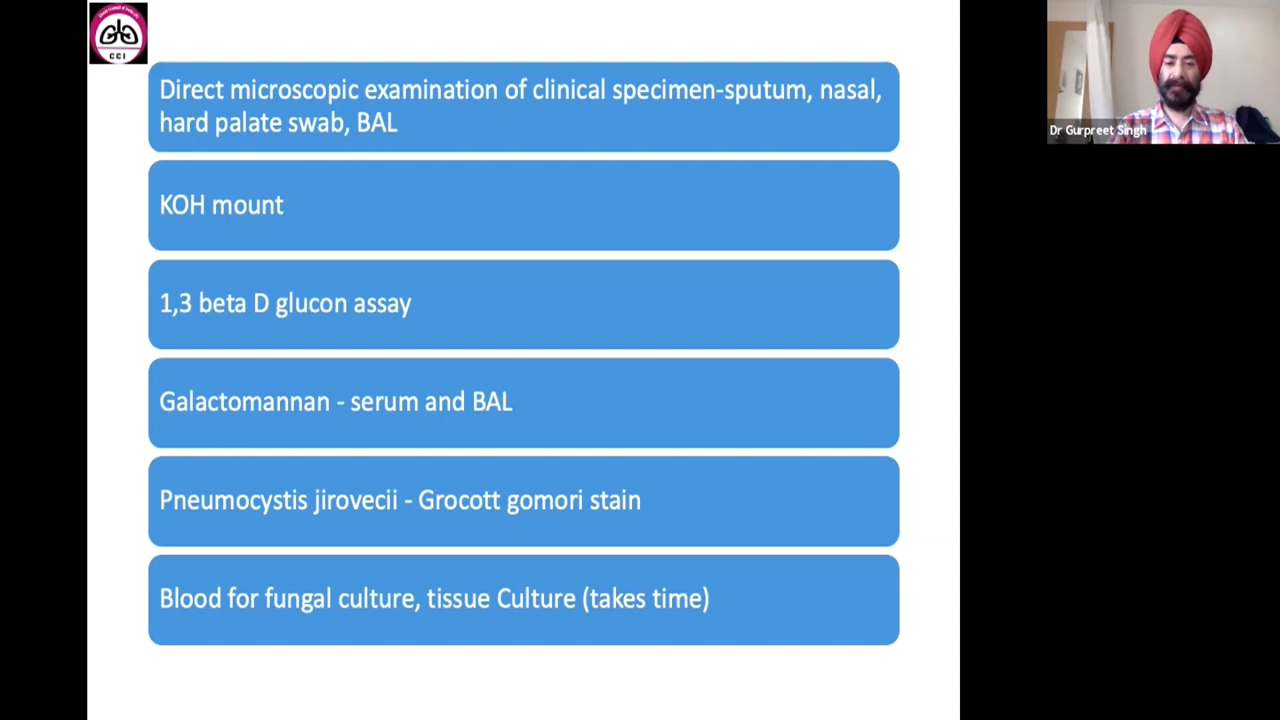 CCI
Direct microscopic examination of clinical specimen-sputum, nasal,
hard palate swab, BAL
KOH mount
1,3 beta D glucon assay
Galactomannan - serum and BAL
Pneumocystis jirovecii - Grocott gomori stain
Blood for fungal culture, tissue Culture (takes time)
Dr Gurpreet Singh